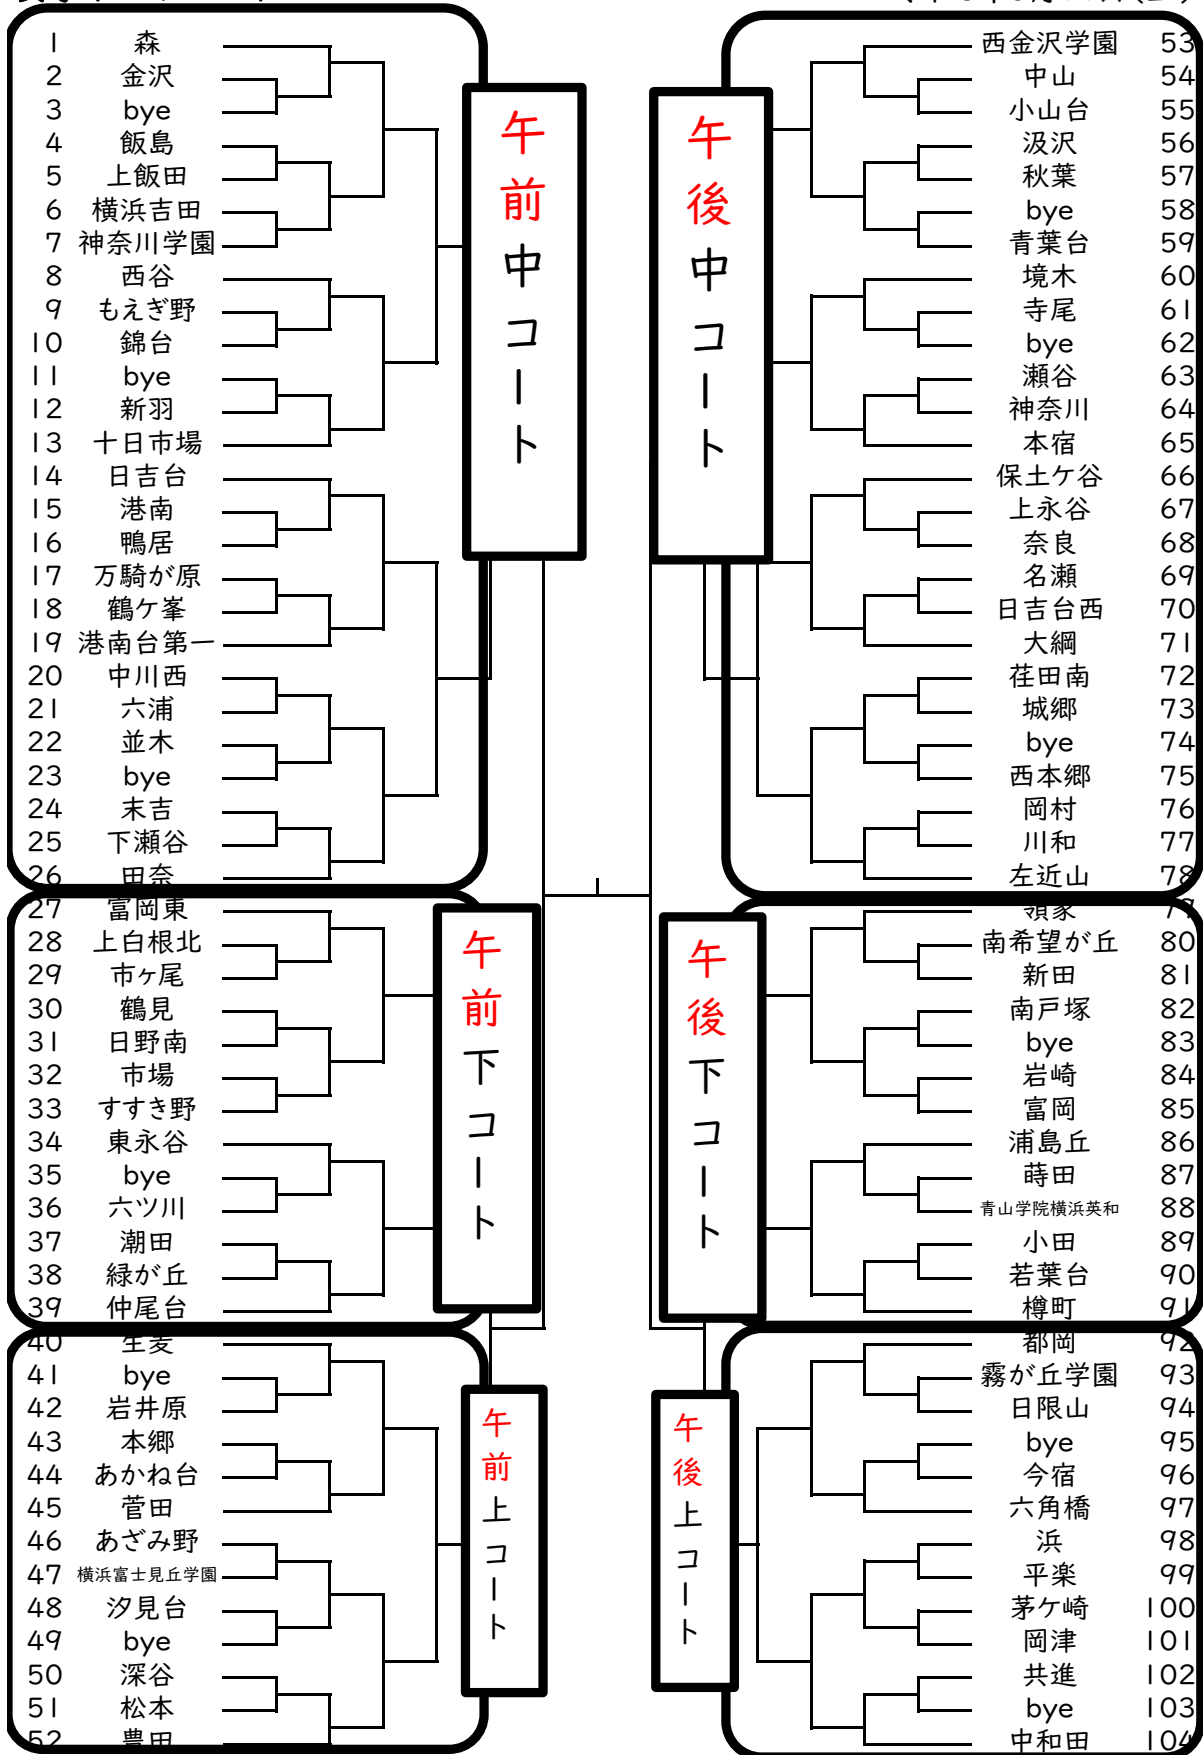 1 森
2 金沢
3 bye
4 飯島
5 上飯田
6 横浜吉田
7 神奈川学園
8 西谷
9 もえぎ野
10 錦台
11 bye
12 新羽
13 十日市場
14 日吉台
15 港南
16 鴨居
17 万騎が原
18 鶴ケ峯
19 港南台第一
20 中川西
21 六浦
22 並木
23 bye
24 末吉
25 下瀬谷
26 田奈
27 富岡東
28 上白根北
29 市ヶ尾
30 鶴見
31 日野南
32 市場
33 すすき野
34 東永谷
35 bye
36 六ツ川
37 潮田
38 緑が丘
39 仲尾台
40 生麦
41 bye
42 岩井原
43 本郷
44 あかね台
45 菅田
46 あざみ野
47 横浜富士見丘学園
48 汐見台
49 bye
50 深谷
51 松本
52 豊田
午前中コート
午前下コート
午前上コート
午後中コート
午後下コート
午後上コート
西金沢学園 53
中山 54
小山台 55
汲沢 56
秋葉 57
bye 58
青葉台 59
境木 60
寺尾 61
bye 62
瀬谷 63
神奈川 64
本宿 65
保土ケ谷 66
上永谷 67
奈良 68
名瀬 69
日吉台西 70
大綱 71
荏田南 72
城郷 73
bye 74
西本郷 75
岡村 76
川和 77
左近山 78
領家 79
南希望が丘 80
新田 81
南戸塚 82
bye 83
岩崎 84
富岡 85
浦島丘 86
蒔田 87
青山学院横浜英和 88
小田 89
若葉台 90
樽町 91
都岡 92
霧が丘学園 93
日限山 94
bye 95
今宿 96
六角橋 97
浜 98
平楽 99
茅ケ崎 100
岡津 101
共進 102
bye 103
中和田 104